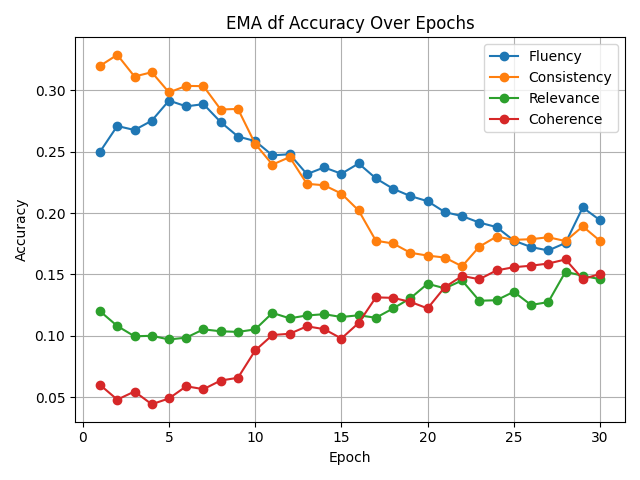 EMA df Accuracy Over Epochs
Fluency
Consistency
Relevance
Coherence
Accuracy
0.30
0.25
0.20
0.15
0.10
0.05
0 5 10 15 20 25 30
Epoch